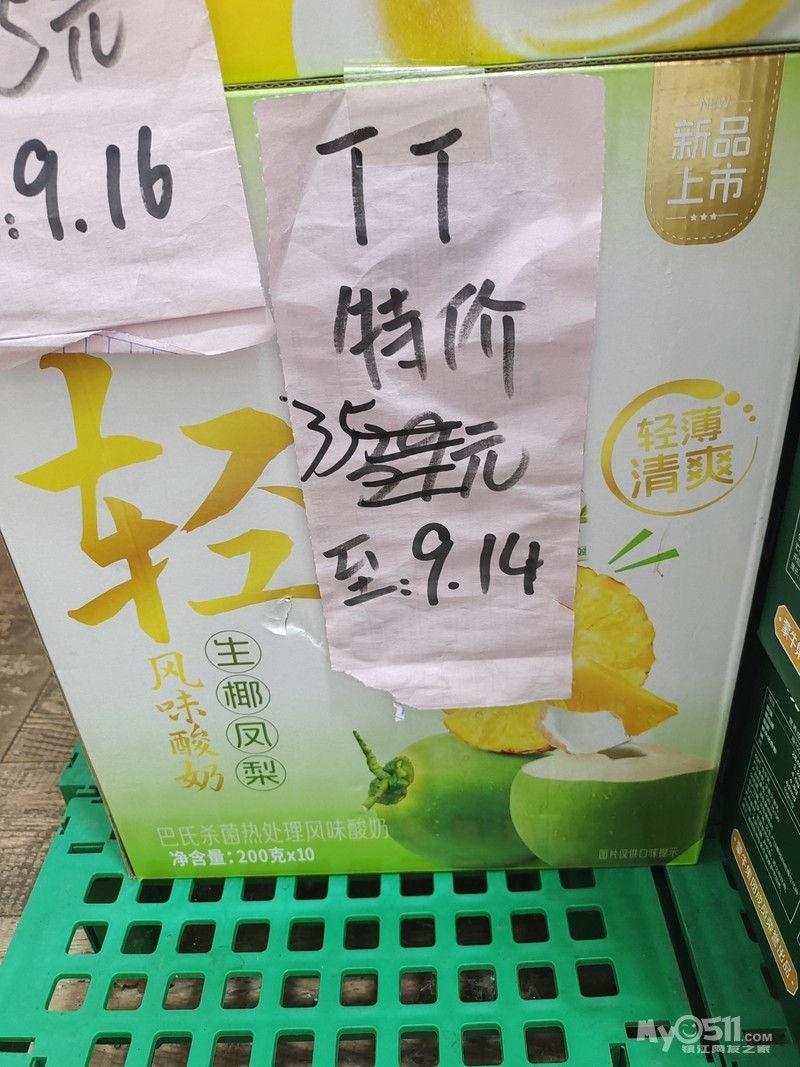 5元
:9.16
丅丅
特价
35元
至:9.14
NEW
新品
上市
轻薄
清爽
轻
风味酸奶
生椰凤梨
巴氏杀菌热处理风味酸奶
净含量:200克x10
图片仅供口味提示
My0511.COM
镇江网友之家